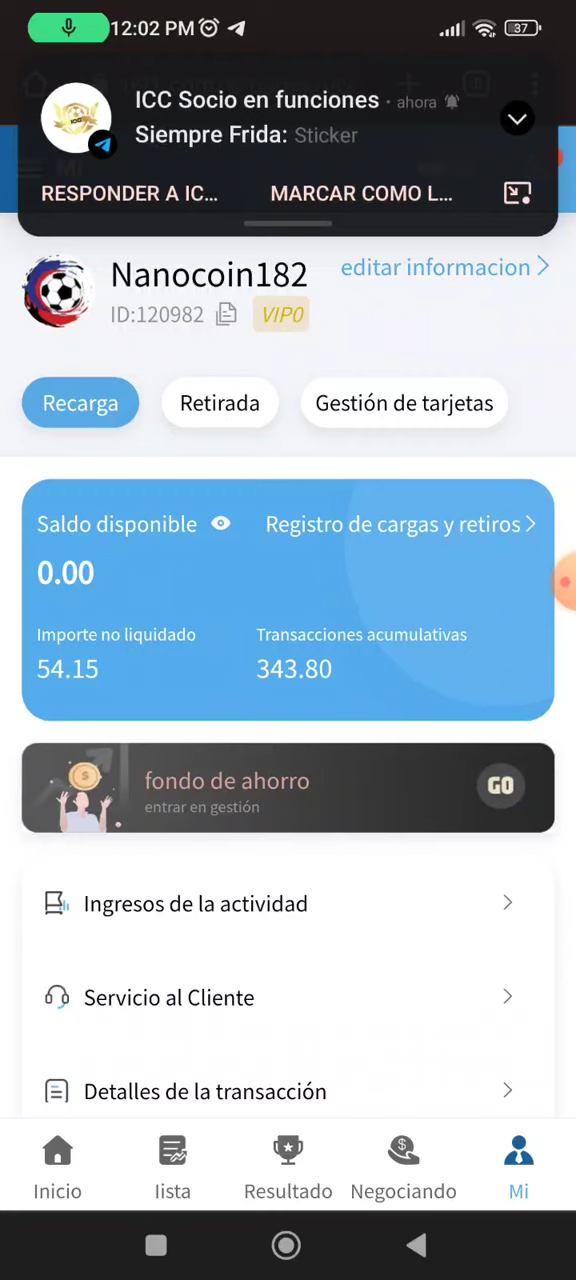 12:02 PM
37
ICC Socio en funciones • ahora
Siempre Frida: Sticker
RESPONDER A IC... MARCAR COMO L...
Nanocoin182
editar informacion
ID:120982 VIP0
Recarga Retirada Gestión de tarjetas
Saldo disponible Registro de cargas y retiros
0.00
Importe no liquidado Transacciones acumulativas
54.15 343.80
fondo de ahorro
entrar en gestión
GO
Ingresos de la actividad
Servicio al Cliente
Detalles de la transacción
Inicio lista Resultado Negociando Mi